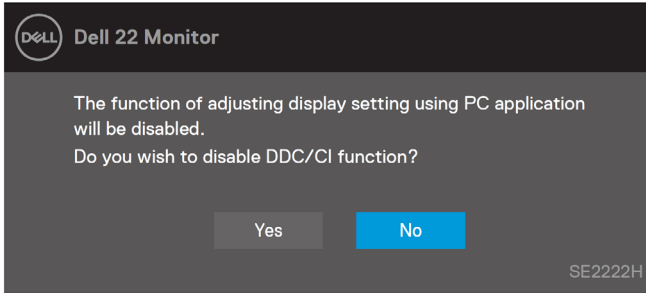 DELL
Dell 22 Monitor
The function of adjusting display setting using PC application
will be disabled.
Do you wish to disable DDC/CI function?
Yes
No
SE2222H